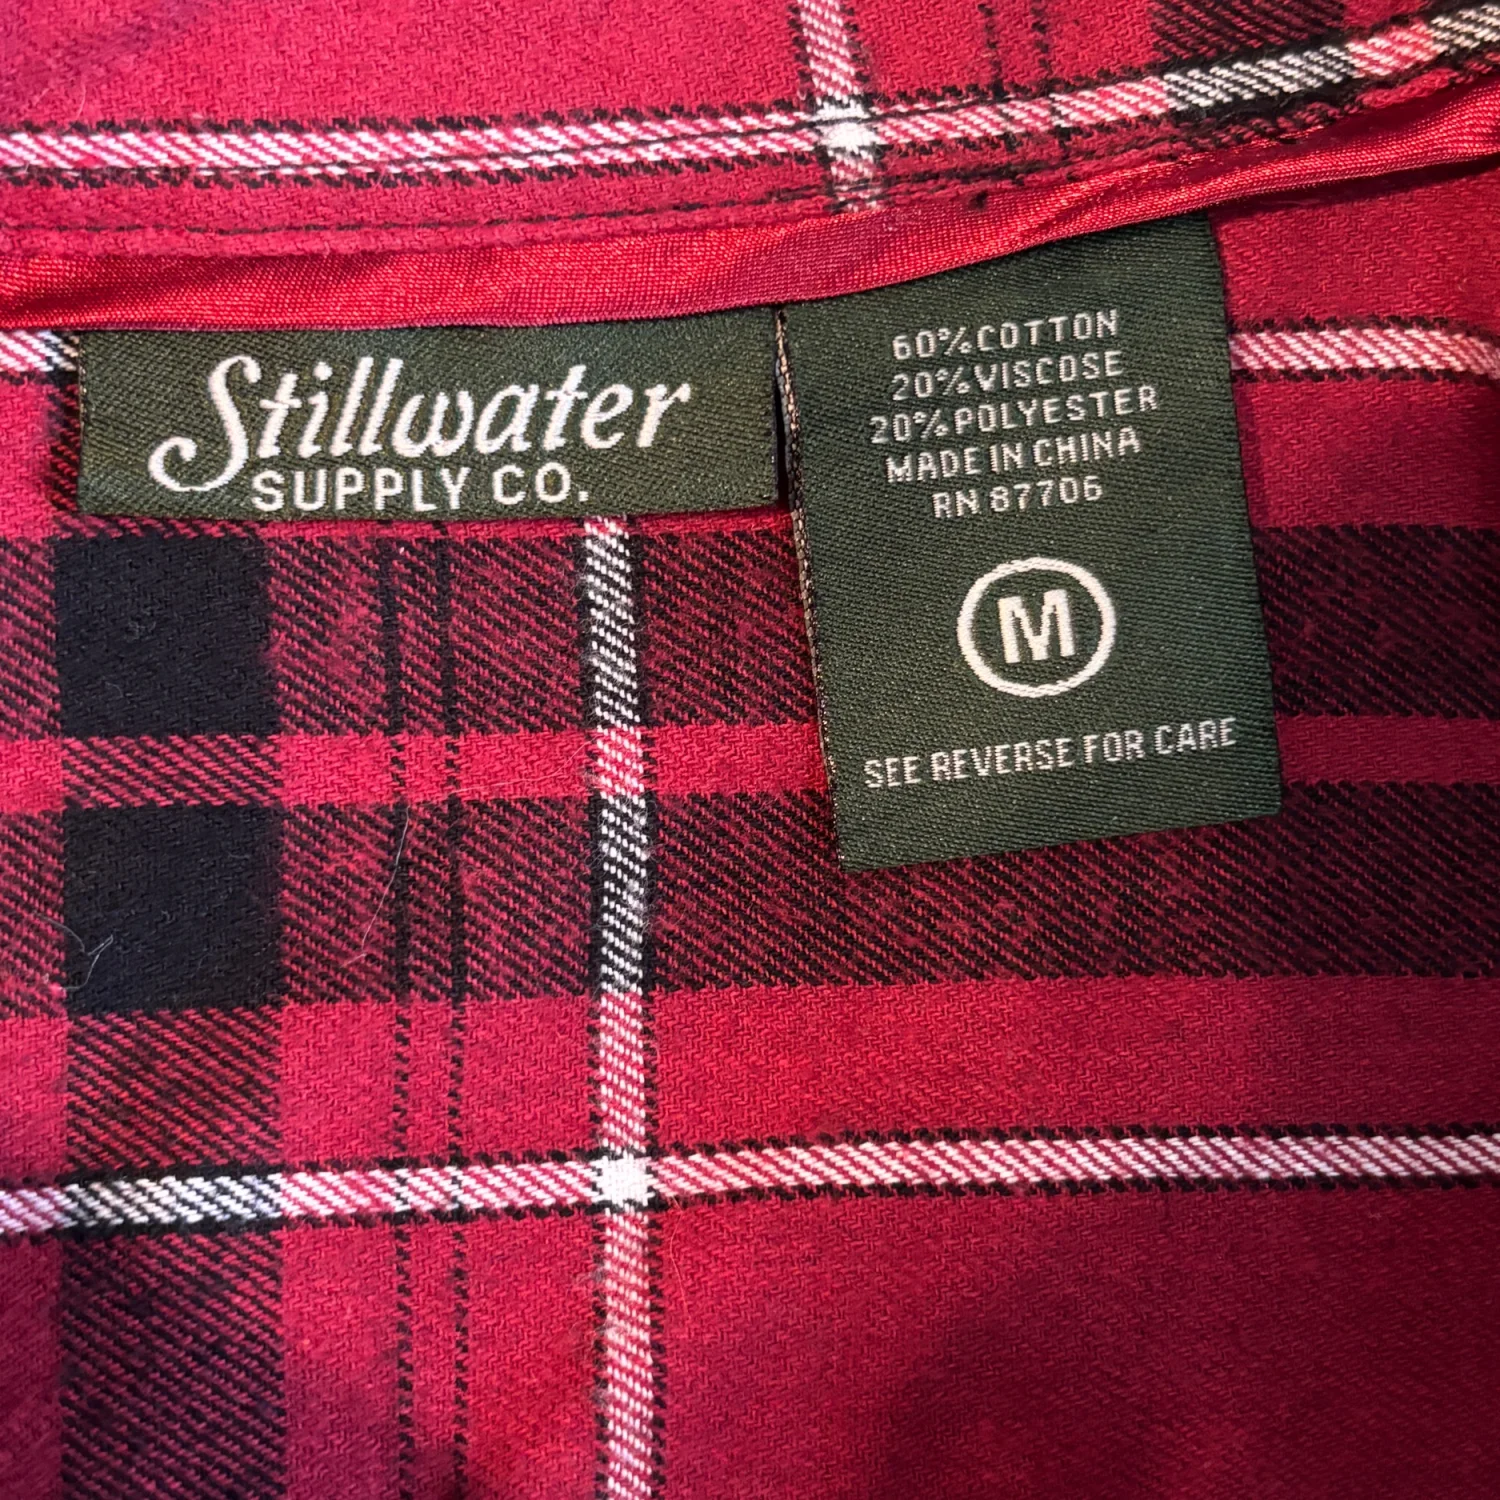 Stillwater
SUPPLY CO.
60% COTTON
20% VISCOSE
20% POLYESTER
MADE IN CHINA
RN 87706
M
SEE REVERSE FOR CARE